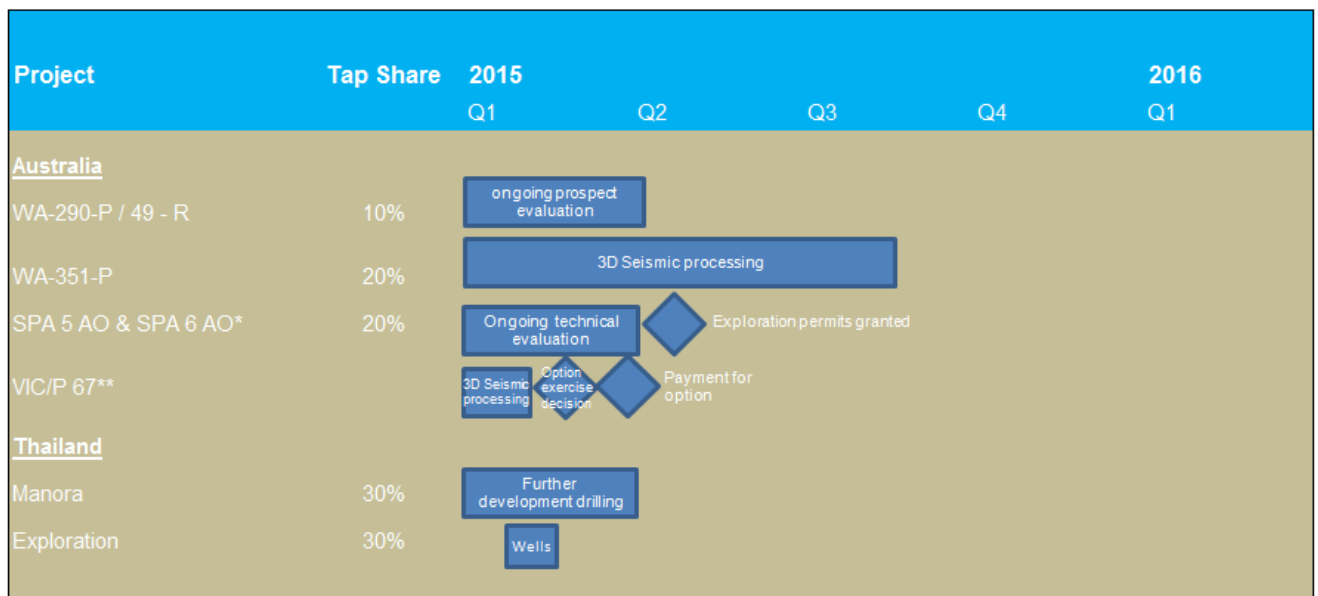 Project Tap Share 2015 2016
Q1 Q2 Q3 Q4 Q1
Australia
WA-290-P / 49 - R 10% ongoing prospect
evaluation
WA-351-P 20% 3D Seismic processing
SPA 5 AO & SPA 6 AO* 20% Ongoing technical
evaluation
Exploration permits granted
VIC/P 67** 3D Seismic
processing
Option
exercise
decision
Payment for
option
Thailand
Manora 30% Further
development drilling
Exploration 30% Wells